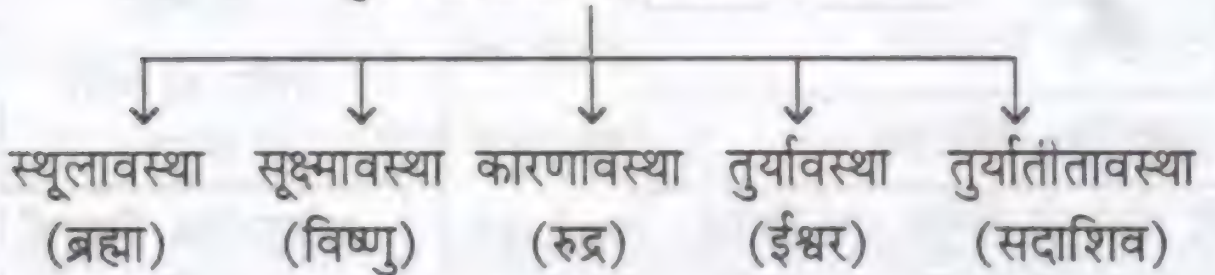 स्थूलावस्था सूक्ष्मावस्था कारणावस्था तुर्यावस्था तुर्यातीतावस्था
(ब्रह्मा) (विष्णु) (रुद्र) (ईश्वर) (सदाशिव)